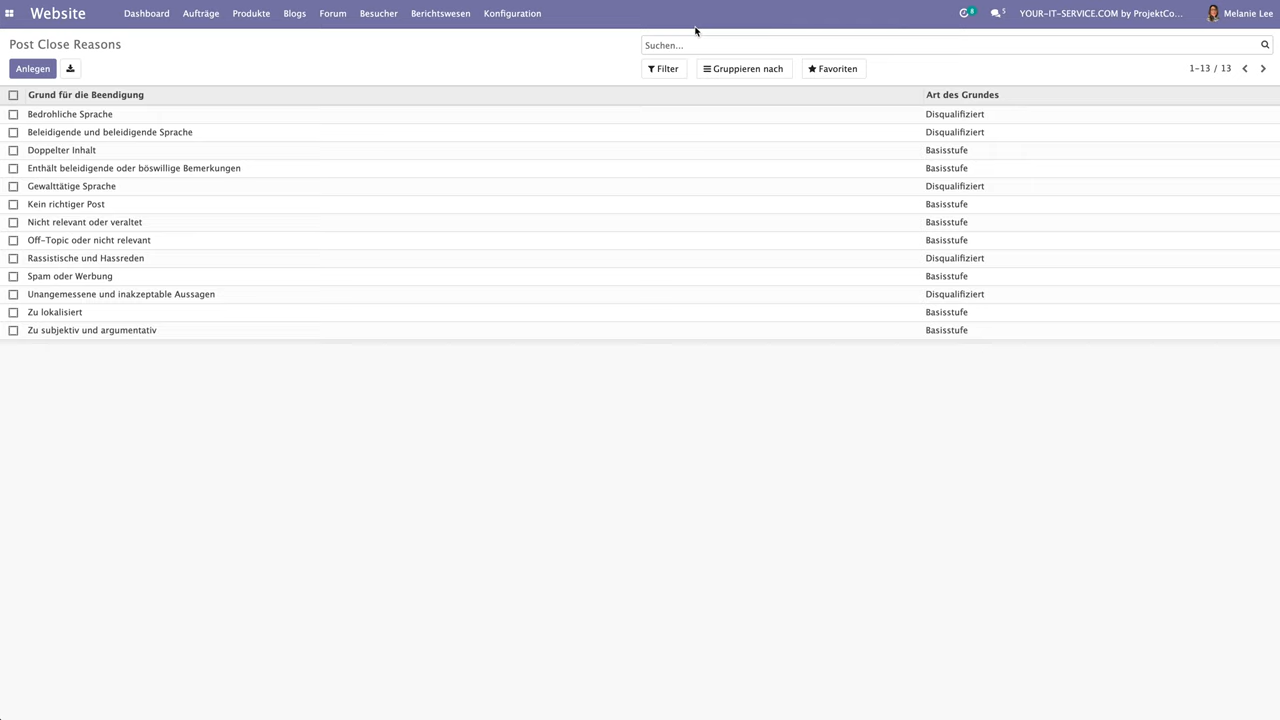 Website Dashboard Aufträge Produkte Blogs Forum Besucher Berichtswesen Konfiguration 8 5 YOUR-IT-SERVICE.COM by ProjektCo... Melanie Lee
Post Close Reasons Suchen...
Anlegen Filter Gruppieren nach Favoriten 1-13 / 13
Grund für die Beendigung Art des Grundes
Bedrohliche Sprache Disqualifiziert
Beleidigende und beleidigende Sprache Disqualifiziert
Doppelter Inhalt Basisstufe
Enthält beleidigende oder böswillige Bemerkungen Basisstufe
Gewalttätige Sprache Disqualifiziert
Kein richtiger Post Basisstufe
Nicht relevant oder veraltet Basisstufe
Off-Topic oder nicht relevant Basisstufe
Rassistische und Hassreden Disqualifiziert
Spam oder Werbung Basisstufe
Unangemessene und inakzeptable Aussagen Disqualifiziert
Zu lokalisiert Basisstufe
Zu subjektiv und argumentativ Basisstufe